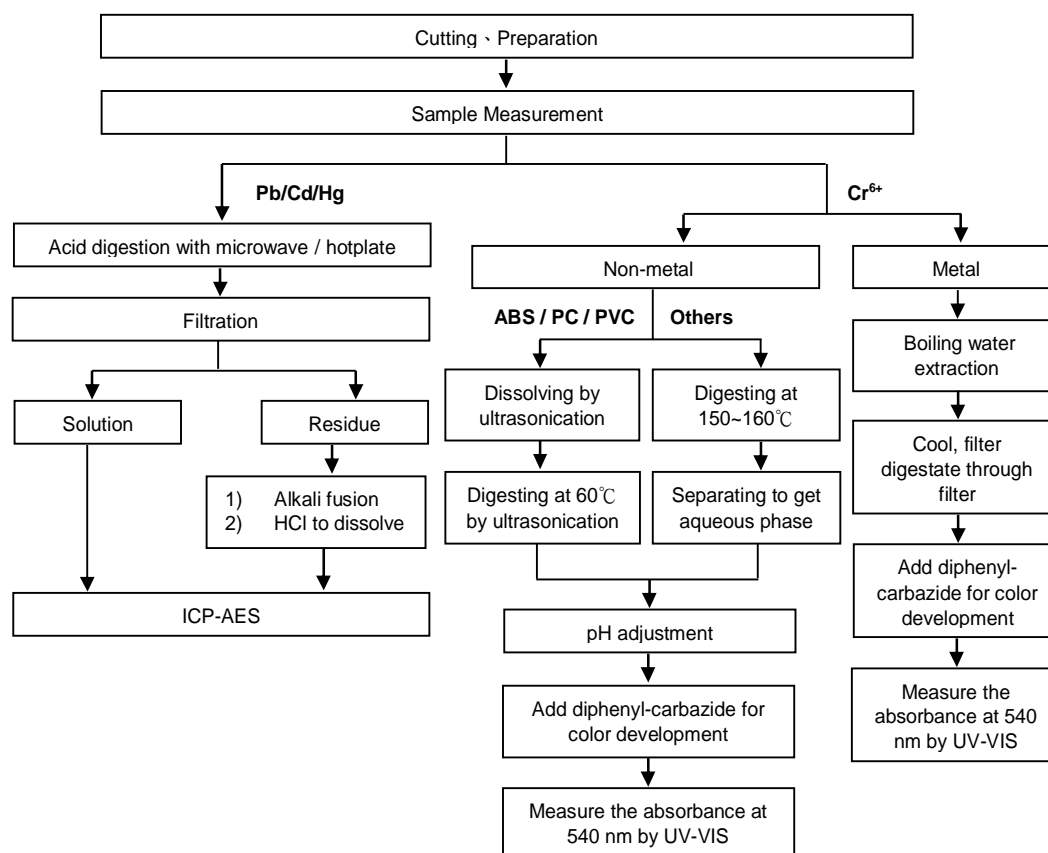 Cutting、Preparation
Sample Measurement
Pb/Cd/Hg
Cr⁶⁺
Acid digestion with microwave / hotplate
Filtration
Solution
Residue
1) Alkali fusion
2) HCl to dissolve
ICP-AES
Non-metal
ABS / PC / PVC
Others
Dissolving by
ultrasonication
Digesting at 60℃
by ultrasonication
Digesting at
150~160℃
Separating to get
aqueous phase
pH adjustment
Add diphenyl-carbazide for
color development
Measure the absorbance at
540 nm by UV-VIS
Metal
Boiling water
extraction
Cool, filter
digestate through
filter
Add diphenyl-
carbazide for color
development
Measure the
absorbance at 540
nm by UV-VIS